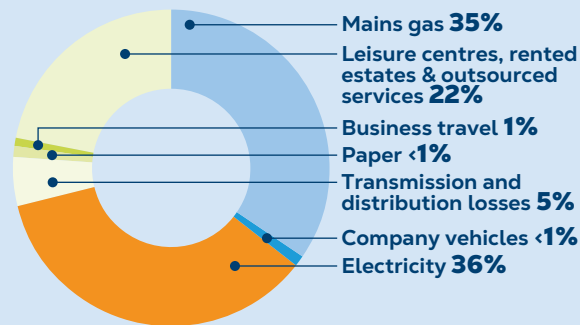 Mains gas 35%
Leisure centres, rented
estates & outsourced
services 22%
Business travel 1%
Paper <1%
Transmission and
distribution losses 5%
Company vehicles <1%
Electricity 36%